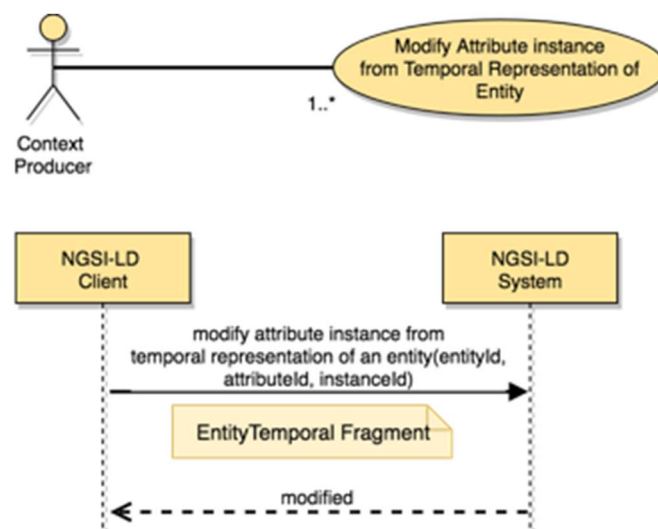 Modify Attribute instance
from Temporal Representation of
Entity
1..*
Context
Producer
NGSI-LD
Client
NGSI-LD
System
modify attribute instance from
temporal representation of an entity(entityId,
attributeId, instanceId)
EntityTemporal Fragment
modified